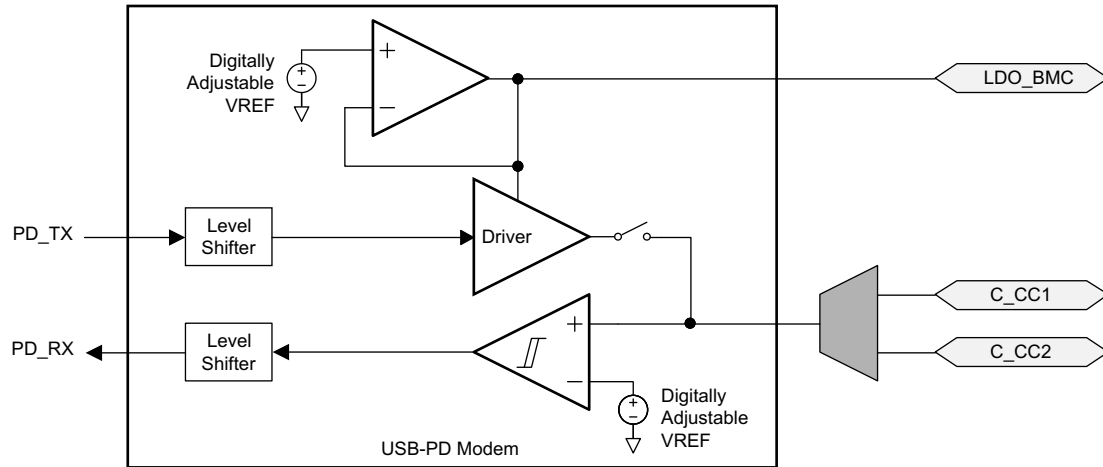 Digitally
Adjustable
VREF
+
−
+
−
LDO_BMC
PD_TX
Level
Shifter
Driver
C_CC1
PD_RX
Level
Shifter
+
−
+
−
Digitally
Adjustable
VREF
C_CC2
USB-PD Modem